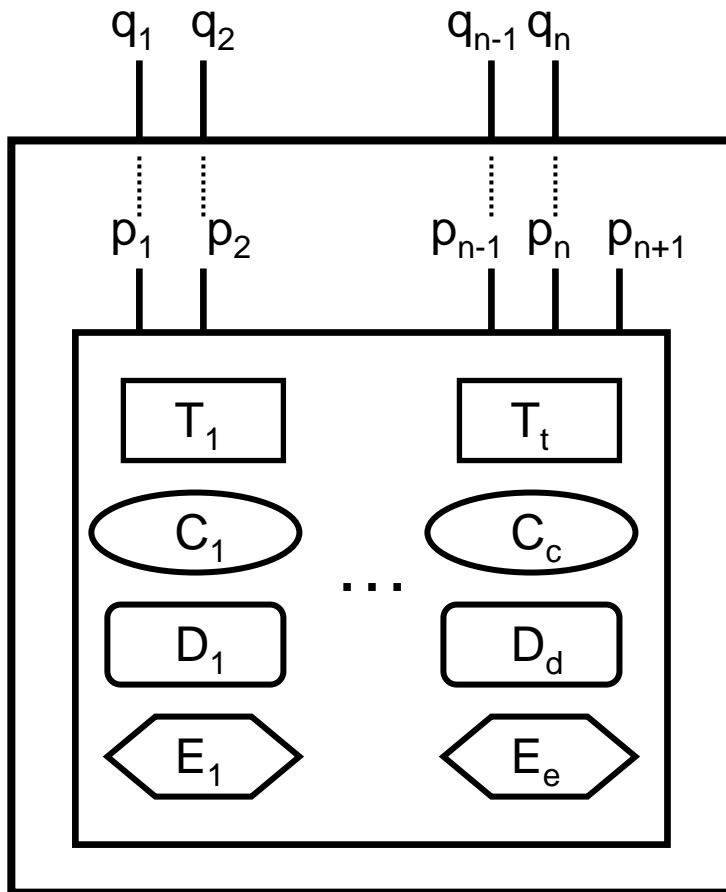 q1 q2 qn-1 qn
p1 p2 pn-1 pn pn+1
T1 Tt
C1 Cc
...
D1 Dd
E1 Ee